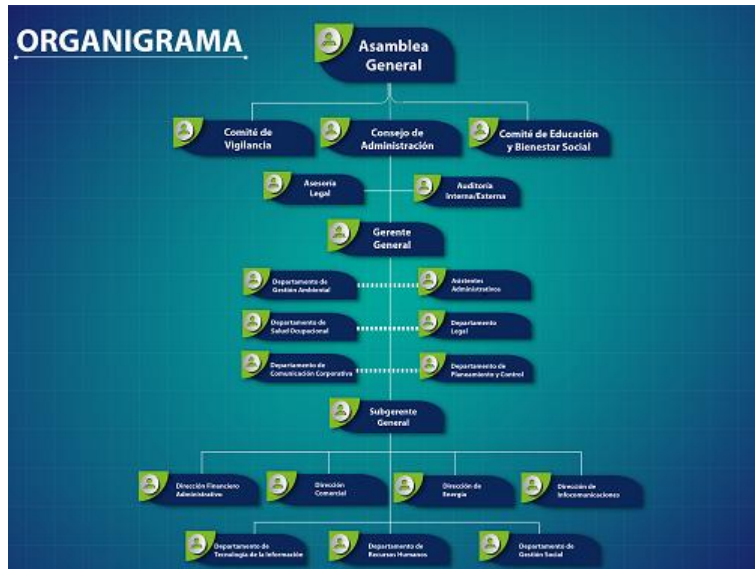 ORGANIGRAMA
Asamblea
General
Comité de
Vigilancia
Consejo de
Administración
Comité de Educación
y Bienestar Social
Asesoría
Legal
Auditoría
Interna/Externa
Gerente
General
Departamento de
Gestión Ambiental
Asistentes
Administrativos
Departamento de
Salud Ocupacional
Departamento
Legal
Departamento de
Comunicación Corporativa
Departamento de
Planeamiento y Control
Subgerente
General
Dirección Financiero
Administrativo
Dirección
Comercial
Dirección de
Energía
Dirección de
Infocomunicaciones
Departamento de
Tecnología de la Información
Departamento de
Recursos Humanos
Departamento de
Gestión Social